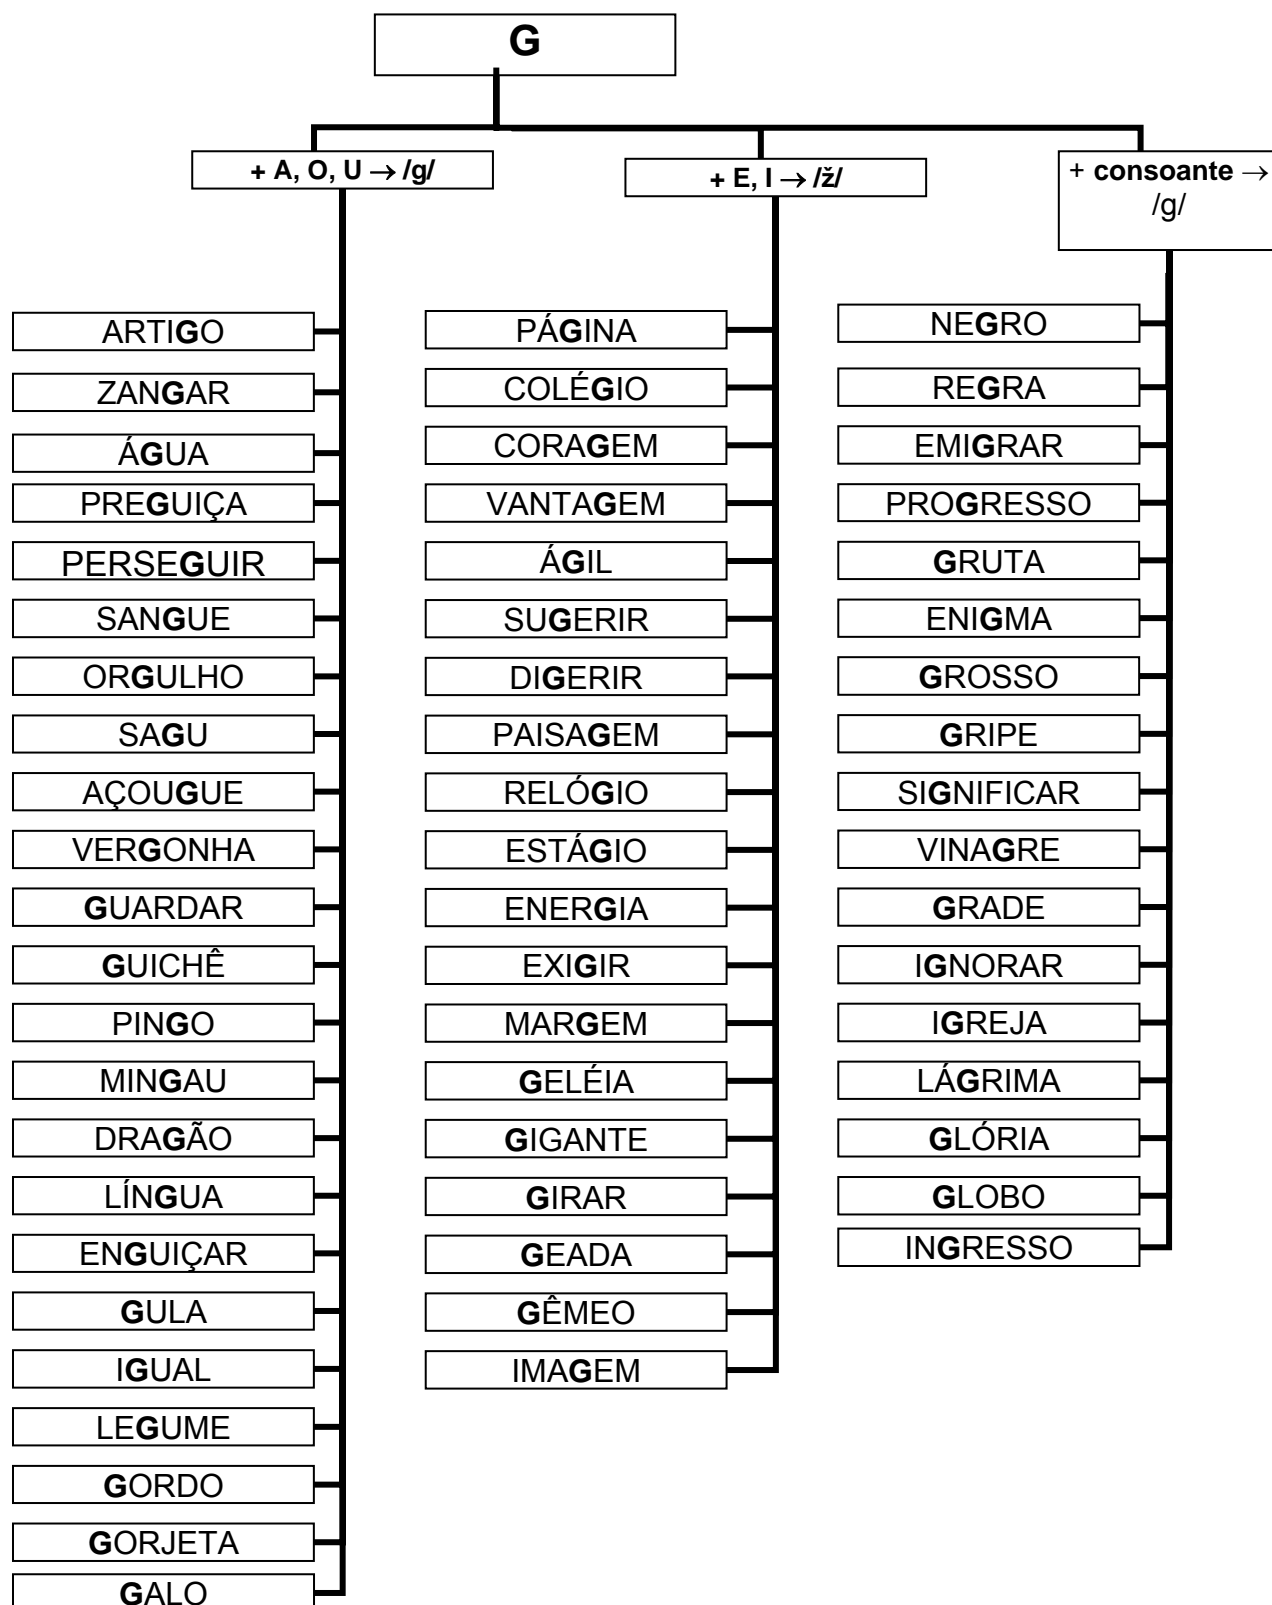 G
+ A, O, U → /g/
ARTIGO
ZANGAR
ÁGUA
PREGUIÇA
PERSEGUIR
SANGUE
ORGULHO
SAGU
AÇOUGUE
VERGONHA
GUARDAR
GUICHÊ
PINGO
MINGAU
DRAGÃO
LÍNGUA
ENGUIÇAR
GULA
IGUAL
LEGUME
GORDO
GORJETA
GALO
+ E, I → /ž/
PÁGINA
COLÉGIO
CORAGEM
VANTAGEM
ÁGIL
SUGERIR
DIGERIR
PAISAGEM
RELÓGIO
ESTÁGIO
ENERGIA
EXIGIR
MARGEM
GELÉIA
GIGANTE
GIRAR
GEADA
GÊMEO
IMAGEM
+ consoante →
/g/
NEGRO
REGRA
EMIGRAR
PROGRESSO
GRUTA
ENIGMA
GROSSO
GRIPE
SIGNIFICAR
VINAGRE
GRADE
IGNORAR
IGREJA
LÁGRIMA
GLÓRIA
GLOBO
INGRESSO